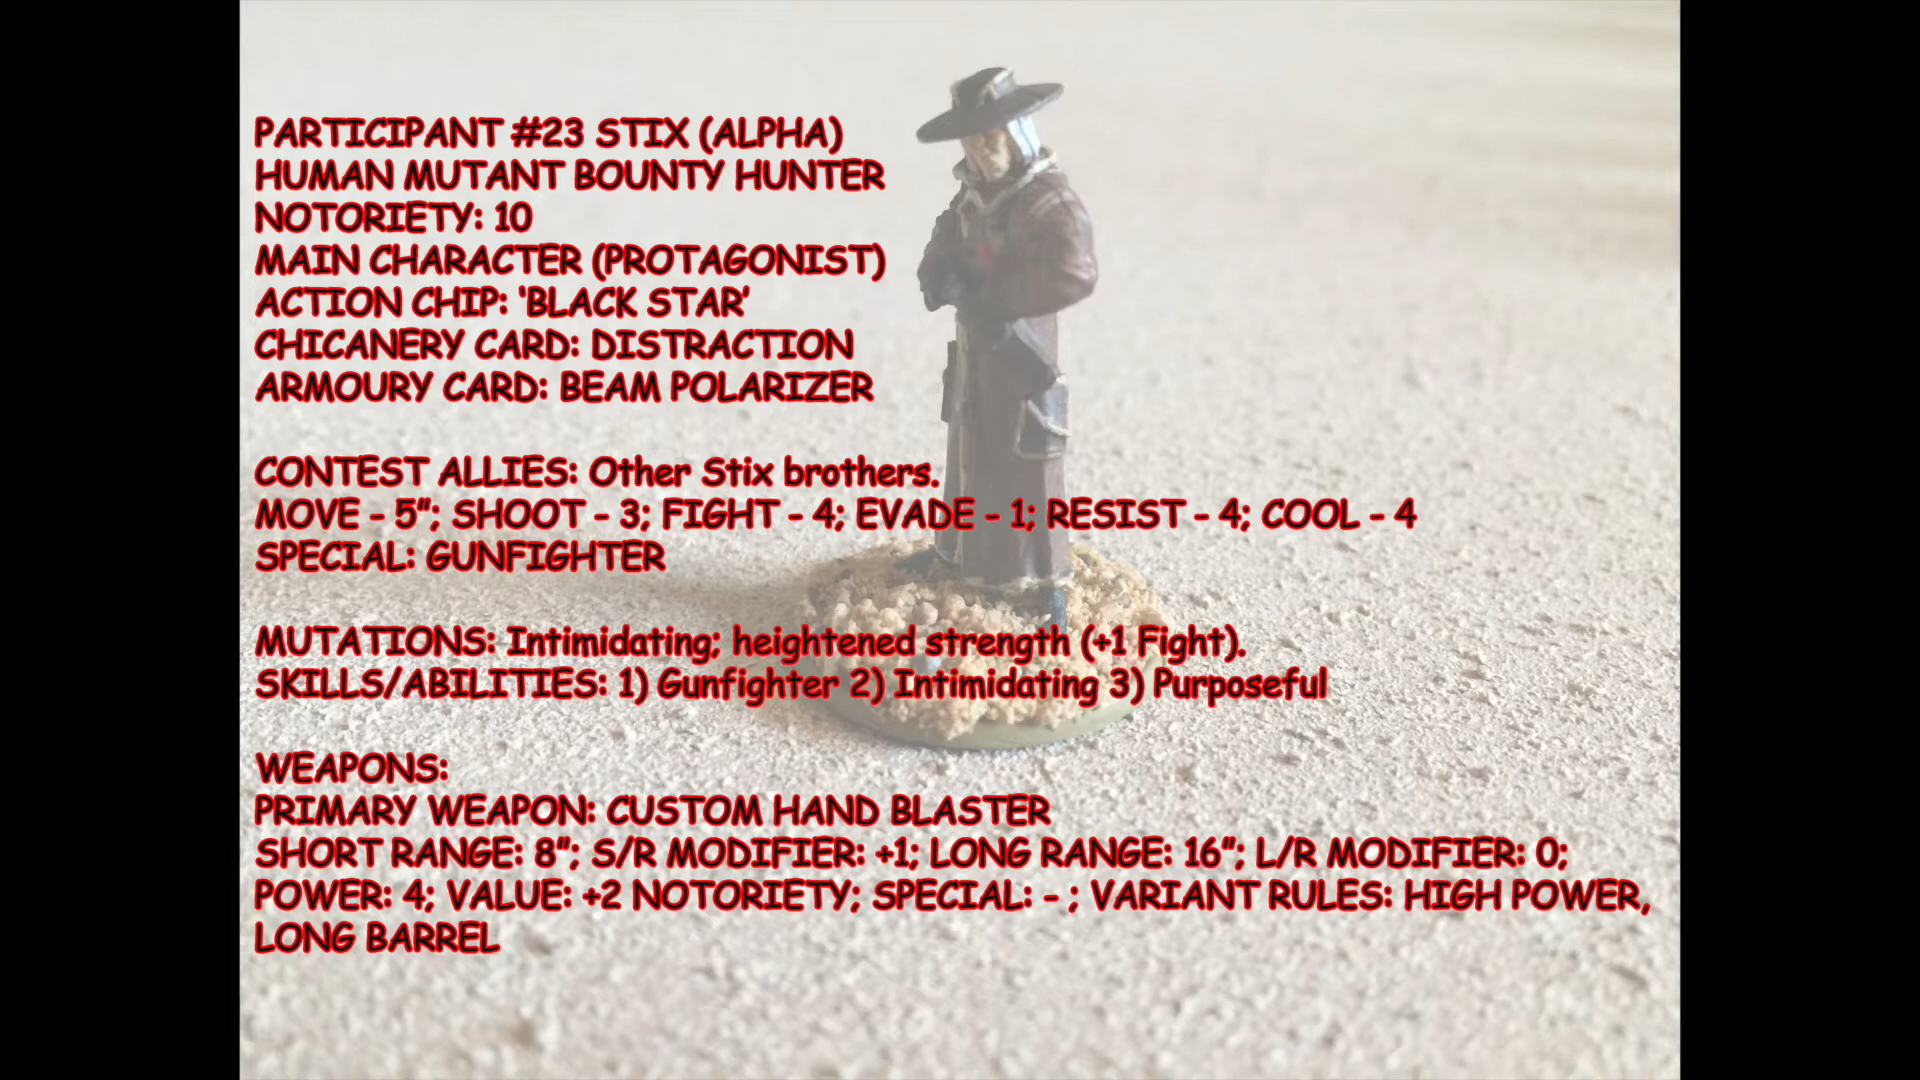 PARTICIPANT #23 STIX (ALPHA)
HUMAN MUTANT BOUNTY HUNTER
NOTORIETY: 10
MAIN CHARACTER (PROTAGONIST)
ACTION CHIP: ‘BLACK STAR’
CHICANERY CARD: DISTRACTION
ARMOURY CARD: BEAM POLARIZER
CONTEST ALLIES: Other Stix brothers.
MOVE - 5”; SHOOT - 3; FIGHT - 4; EVADE - 1; RESIST - 4; COOL - 4
SPECIAL: GUNFIGHTER
MUTATIONS: Intimidating; heightened strength (+1 Fight).
SKILLS/ABILITIES: 1) Gunfighter 2) Intimidating 3) Purposeful
WEAPONS:
PRIMARY WEAPON: CUSTOM HAND BLASTER
SHORT RANGE: 8”; S/R MODIFIER: +1; LONG RANGE: 16”; L/R MODIFIER: 0;
POWER: 4; VALUE: +2 NOTORIETY; SPECIAL: - ; VARIANT RULES: HIGH POWER,
LONG BARREL